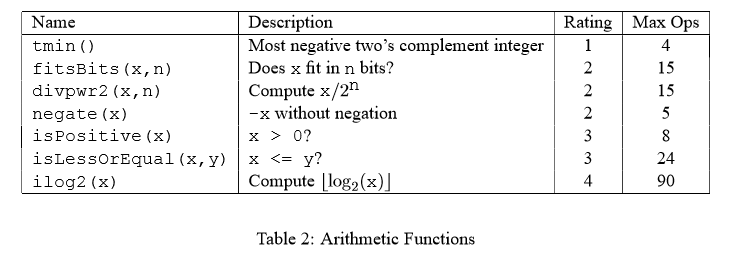 Name Description Rating Max Ops
tmin() Most negative two's complement integer 1 4
fitsBits(x,n) Does x fit in n bits? 2 15
divpwr2(x,n) Compute x/2ⁿ 2 15
negate(x) -x without negation 2 5
isPositive(x) x > 0? 3 8
isLessOrEqual(x,y) x <= y? 3 24
ilog2(x) Compute ⌊log₂(x)⌋ 4 90
Table 2: Arithmetic Functions